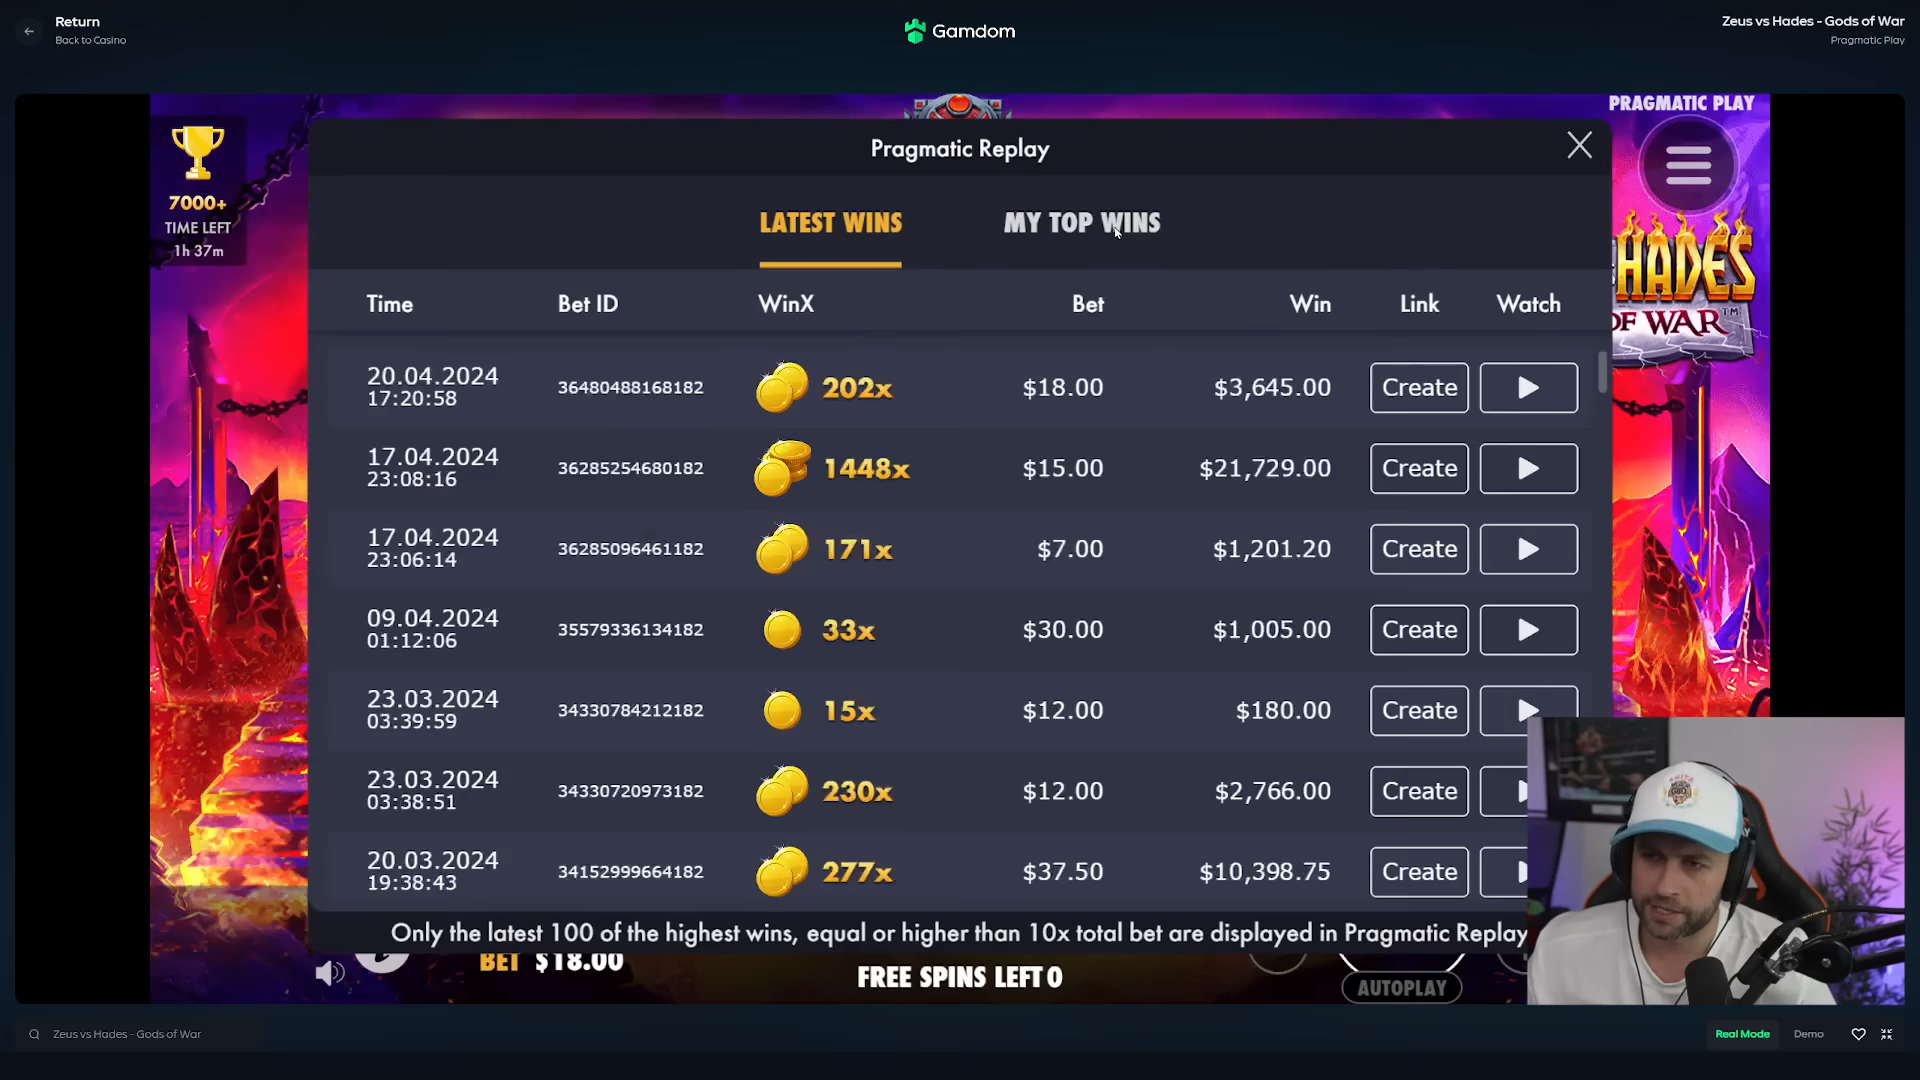 Return
Back to Casino
Gamdom
Zeus vs Hades - Gods of War
Pragmatic Play
PRAGMATIC PLAY
7000+
TIME LEFT
1h 37m
HADES
OF WAR™
Pragmatic Replay
LATEST WINS
MY TOP WINS
Time Bet ID WinX Bet Win Link Watch
20.04.2024
17:20:58
36480488168182 202x $18.00 $3,645.00 Create
17.04.2024
23:08:16
36285254680182 1448x $15.00 $21,729.00 Create
17.04.2024
23:06:14
36285096461182 171x $7.00 $1,201.20 Create
09.04.2024
01:12:06
35579336134182 33x $30.00 $1,005.00 Create
23.03.2024
03:39:59
34330784212182 15x $12.00 $180.00 Create
23.03.2024
03:38:51
34330720973182 230x $12.00 $2,766.00 Create
20.03.2024
19:38:43
34152999664182 277x $37.50 $10,398.75 Create
Only the latest 100 of the highest wins, equal or higher than 10x total bet are displayed in Pragmatic Replay
BET $18.00
FREE SPINS LEFT 0
AUTOPLAY
Zeus vs Hades - Gods of War
Real Mode
Demo